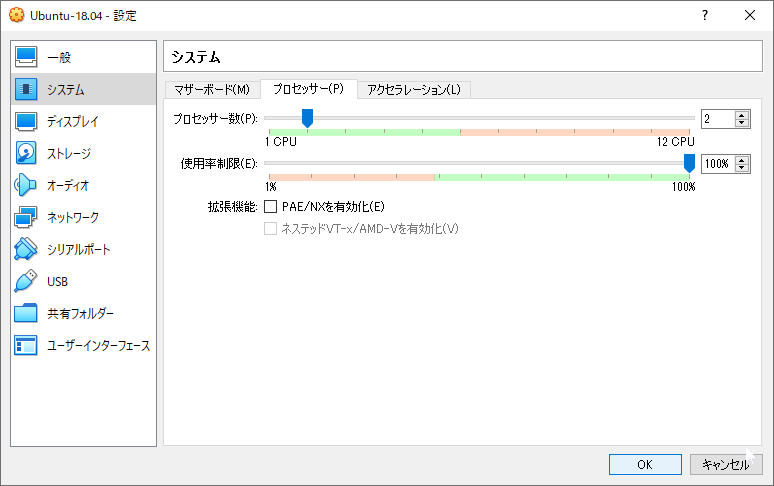 Ubuntu-18.04 - 設定
?
一般
システム
ディスプレイ
ストレージ
オーディオ
ネットワーク
シリアルポート
USB
共有フォルダー
ユーザーインターフェース
システム
マザーボード(M) プロセッサー(P) アクセラレーション(L)
プロセッサー数(P): 2
1 CPU 12 CPU
使用率制限(E): 100%
1% 100%
拡張機能: PAE/NXを有効化(E)
ネステッドVT-x/AMD-Vを有効化(V)
OK キャンセル